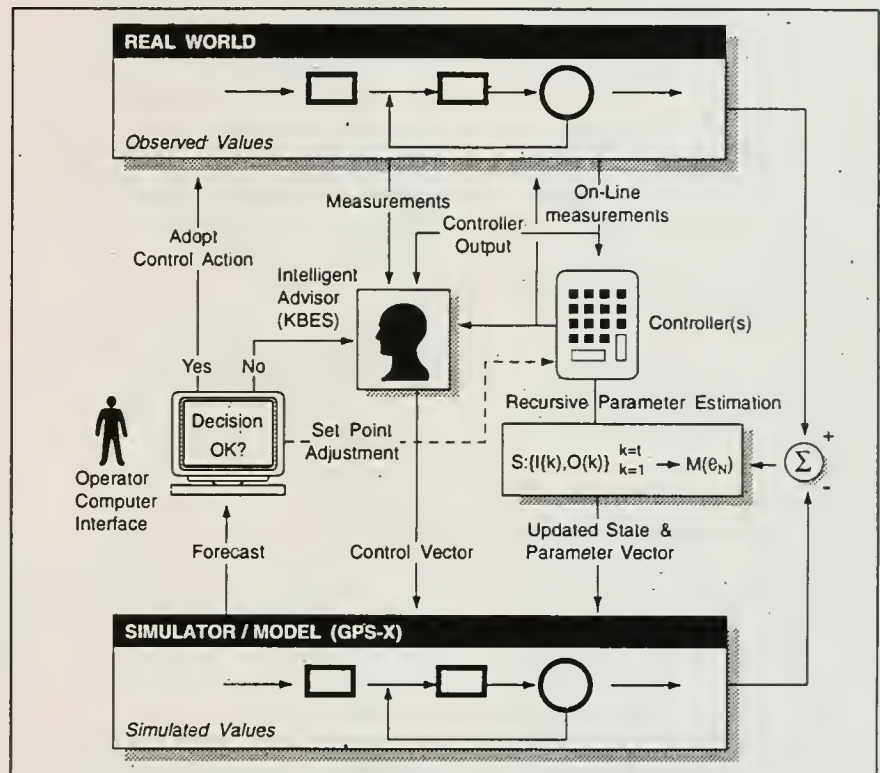 REAL WORLD
Observed Values
Measurements
On-Line
measurements
Controller
Output
Adopt
Control Action
Intelligent
Advisor
(KBES)
Controller(s)
Yes
No
Decision
OK?
Set Point
Adjustment
Recursive Parameter Estimation
S:{I(k),O(k)} k=t k=1 → M(θN)
Σ
+
-
Operator
Computer
Interface
Forecast
Control Vector
Updated State &
Parameter Vector
SIMULATOR / MODEL (GPS-X)
Simulated Values